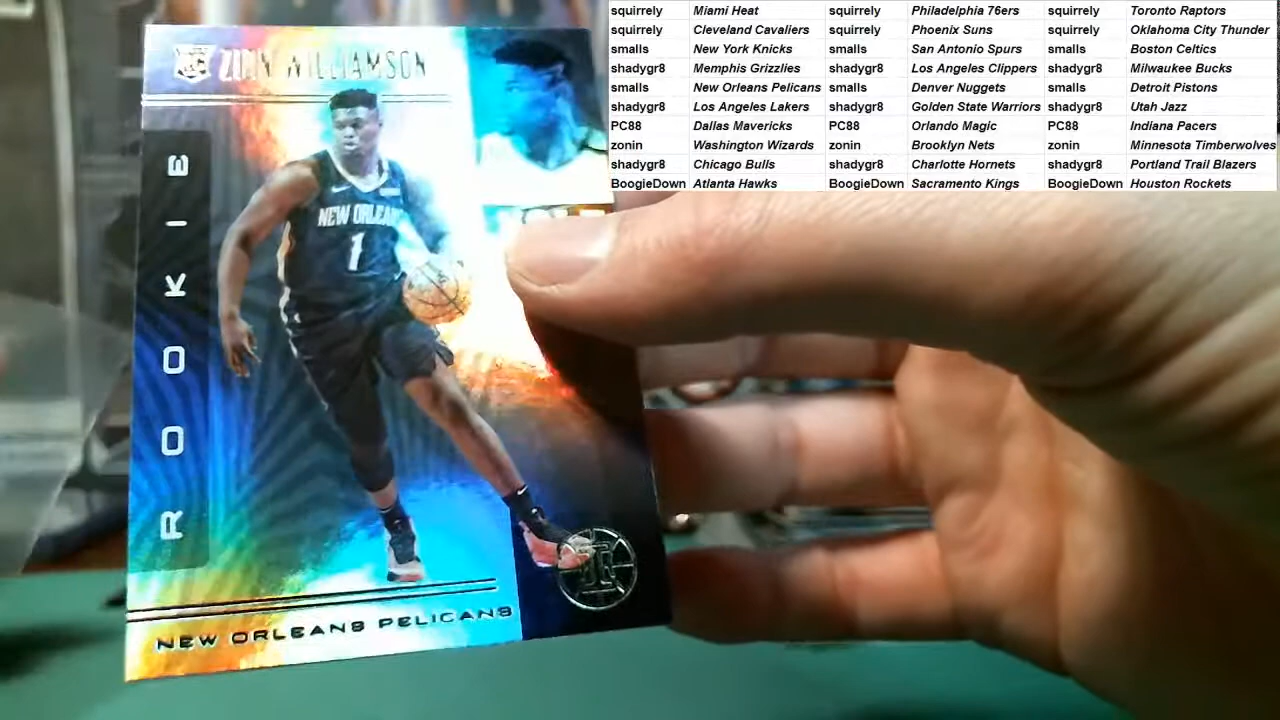 squirrely Miami Heat squirrely Philadelphia 76ers squirrely Toronto Raptors
squirrely Cleveland Cavaliers squirrely Phoenix Suns squirrely Oklahoma City Thunder
smalls New York Knicks smalls San Antonio Spurs smalls Boston Celtics
shadygr8 Memphis Grizzlies shadygr8 Los Angeles Clippers shadygr8 Milwaukee Bucks
smalls New Orleans Pelicans smalls Denver Nuggets smalls Detroit Pistons
shadygr8 Los Angeles Lakers shadygr8 Golden State Warriors shadygr8 Utah Jazz
PC88 Dallas Mavericks PC88 Orlando Magic PC88 Indiana Pacers
zonin Washington Wizards zonin Brooklyn Nets zonin Minnesota Timberwolves
shadygr8 Chicago Bulls shadygr8 Charlotte Hornets shadygr8 Portland Trail Blazers
BoogieDown Atlanta Hawks BoogieDown Sacramento Kings BoogieDown Houston Rockets
RC ZION WILLIAMSON
ROOKIE
NEW ORLEANS
1
NEW ORLEANS PELICANS